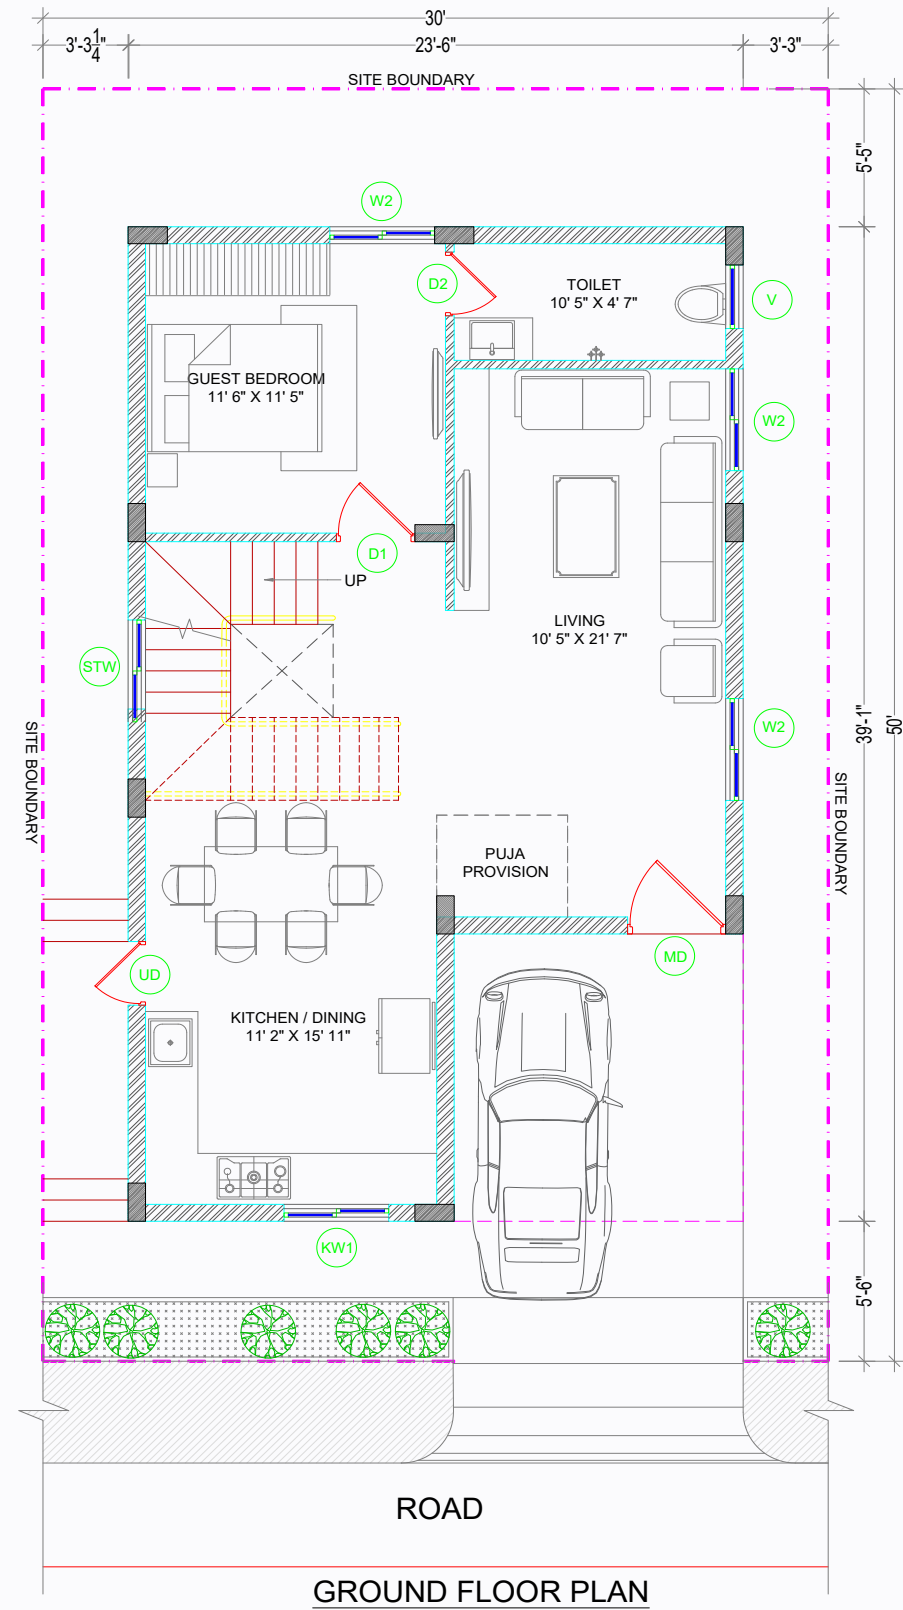 30'
3'-3 1/4"
23'-6"
3'-3"
SITE BOUNDARY
5'-5"
W2
D2
TOILET
10' 5" X 4' 7"
V
GUEST BEDROOM
11' 6" X 11' 5"
W2
D1
UP
LIVING
10' 5" X 21' 7"
STW
SITE BOUNDARY
W2
39'-1"
50'
SITE BOUNDARY
PUJA
PROVISION
MD
UD
KITCHEN / DINING
11' 2" X 15' 11"
KW1
5'-6"
ROAD
GROUND FLOOR PLAN